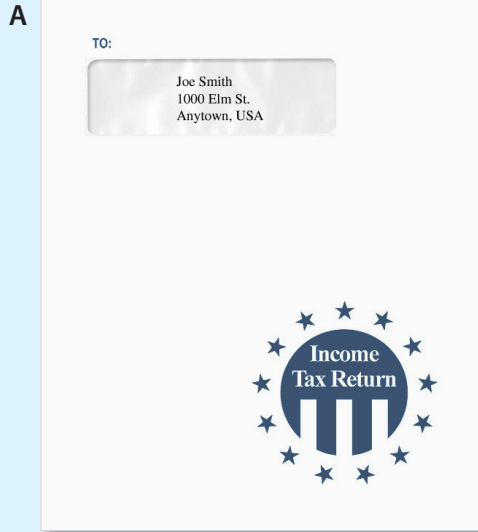 A
TO:
Joe Smith
1000 Elm St.
Anytown, USA
Income
Tax Return